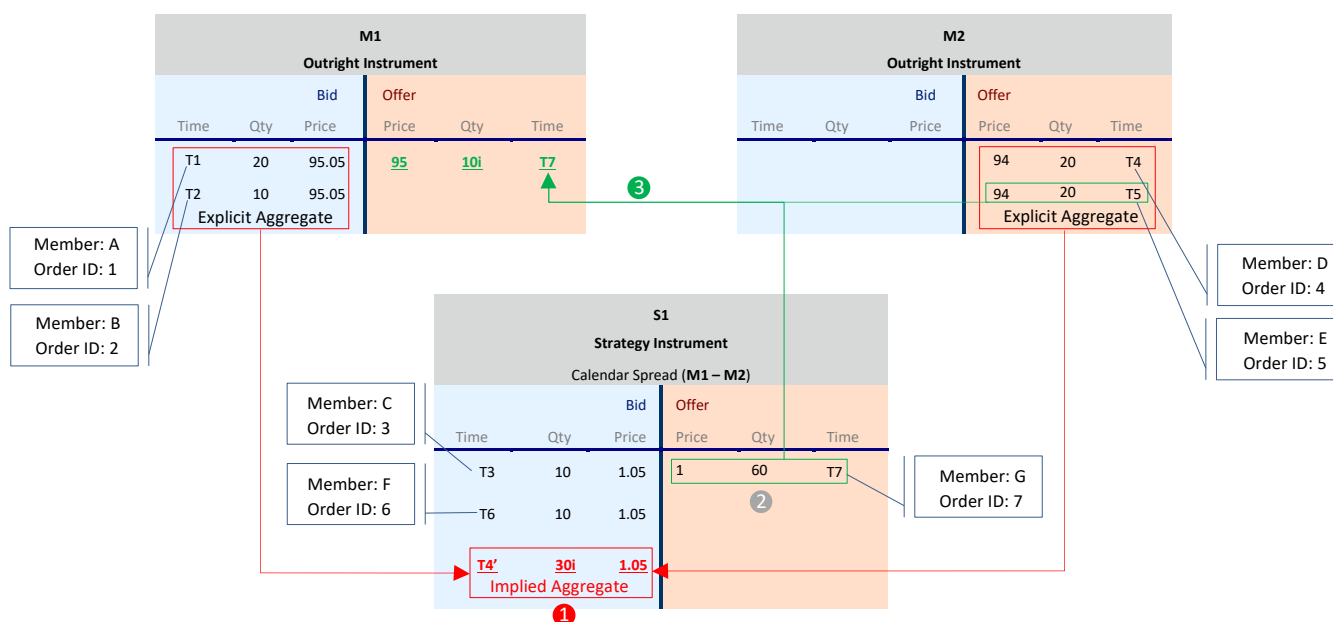 M1
Outright Instrument
Bid Offer
Time Qty Price Price Qty Time
T1 20 95.05 95 10i T7
T2 10 95.05
Explicit Aggregate
M2
Outright Instrument
Bid Offer
Time Qty Price Price Qty Time
94 20 T4
94 20 T5
Explicit Aggregate
3
Member: A
Order ID: 1
Member: B
Order ID: 2
Member: D
Order ID: 4
Member: E
Order ID: 5
S1
Strategy Instrument
Calendar Spread (M1 – M2)
Bid Offer
Time Qty Price Price Qty Time
T3 10 1.05 1 60 T7
2
T6 10 1.05
T4’ 30i 1.05
Implied Aggregate
1
Member: C
Order ID: 3
Member: F
Order ID: 6
Member: G
Order ID: 7